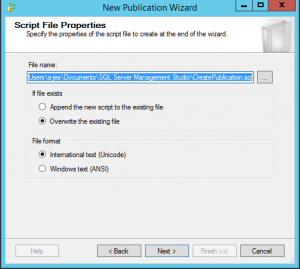 New Publication Wizard
Script File Properties
Specify the properties of the script file to create at the end of the wizard.
File name:
Users\a-jes\Documents\SQL Server Management Studio\CreatePublication.sql
...
If file exists
Append the new script to the existing file
Overwrite the existing file
File format
International text (Unicode)
Windows text (ANSI)
Help
< Back
Next >
Finish >>|
Cancel